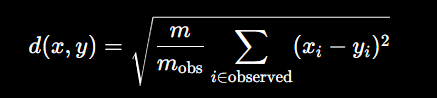 d(x, y) = √( m / m_obs ∑_{i∈observed} (x_i − y_i)² )